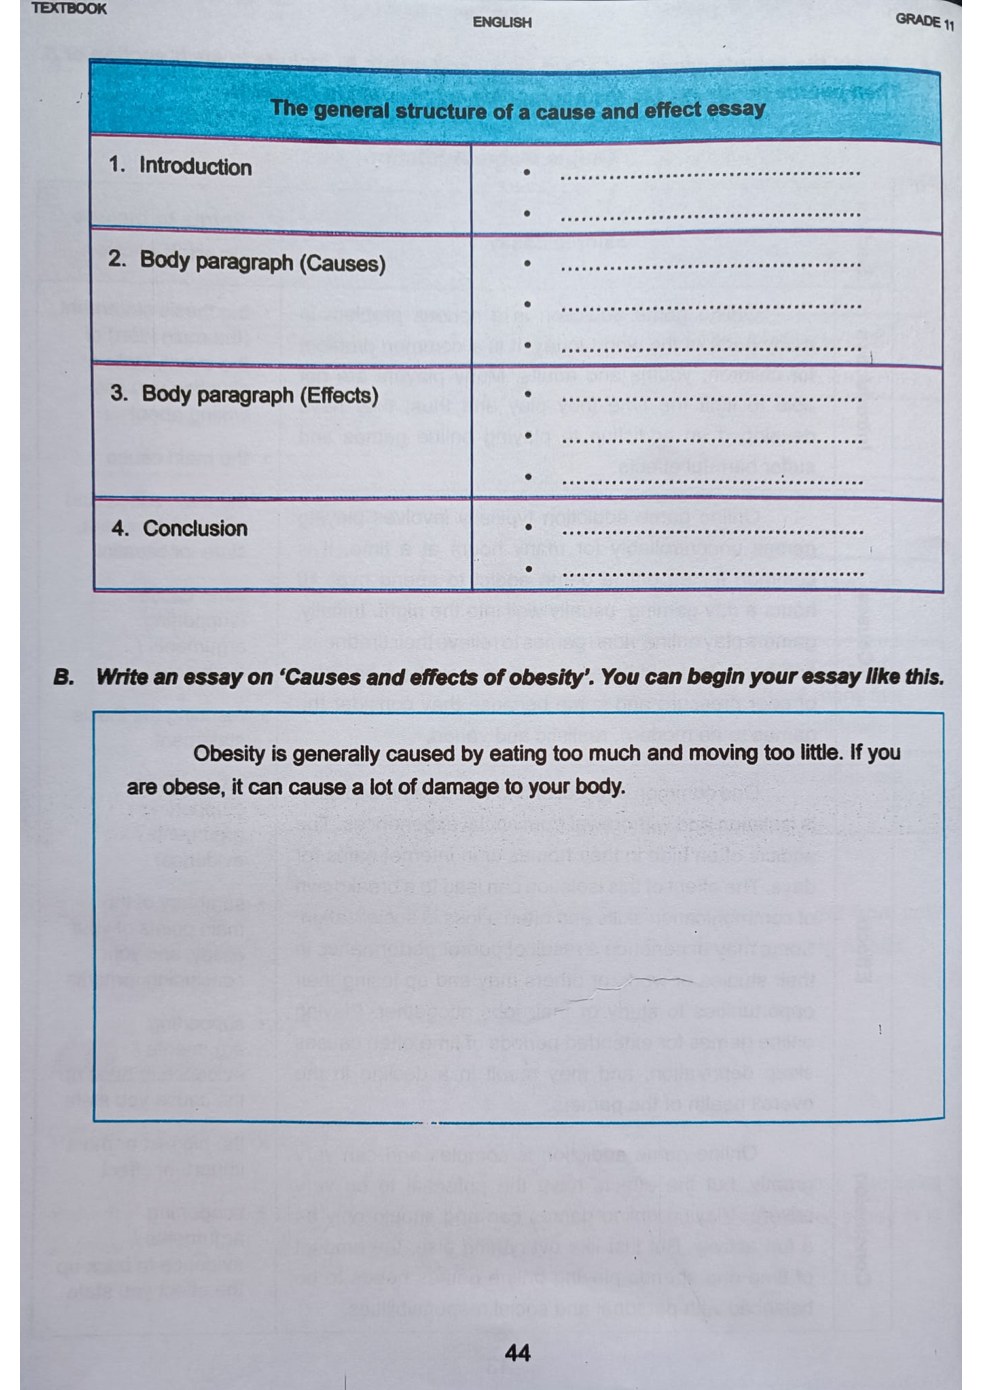 TEXTBOOK
ENGLISH
GRADE 11
The general structure of a cause and effect essay
1. Introduction
• ....................................................
• ....................................................
2. Body paragraph (Causes)
• ....................................................
• ....................................................
• ....................................................
3. Body paragraph (Effects)
• ....................................................
• ....................................................
• ....................................................
4. Conclusion
• ....................................................
• ....................................................
B. Write an essay on ‘Causes and effects of obesity’. You can begin your essay like this.
Obesity is generally caused by eating too much and moving too little. If you
are obese, it can cause a lot of damage to your body.
44